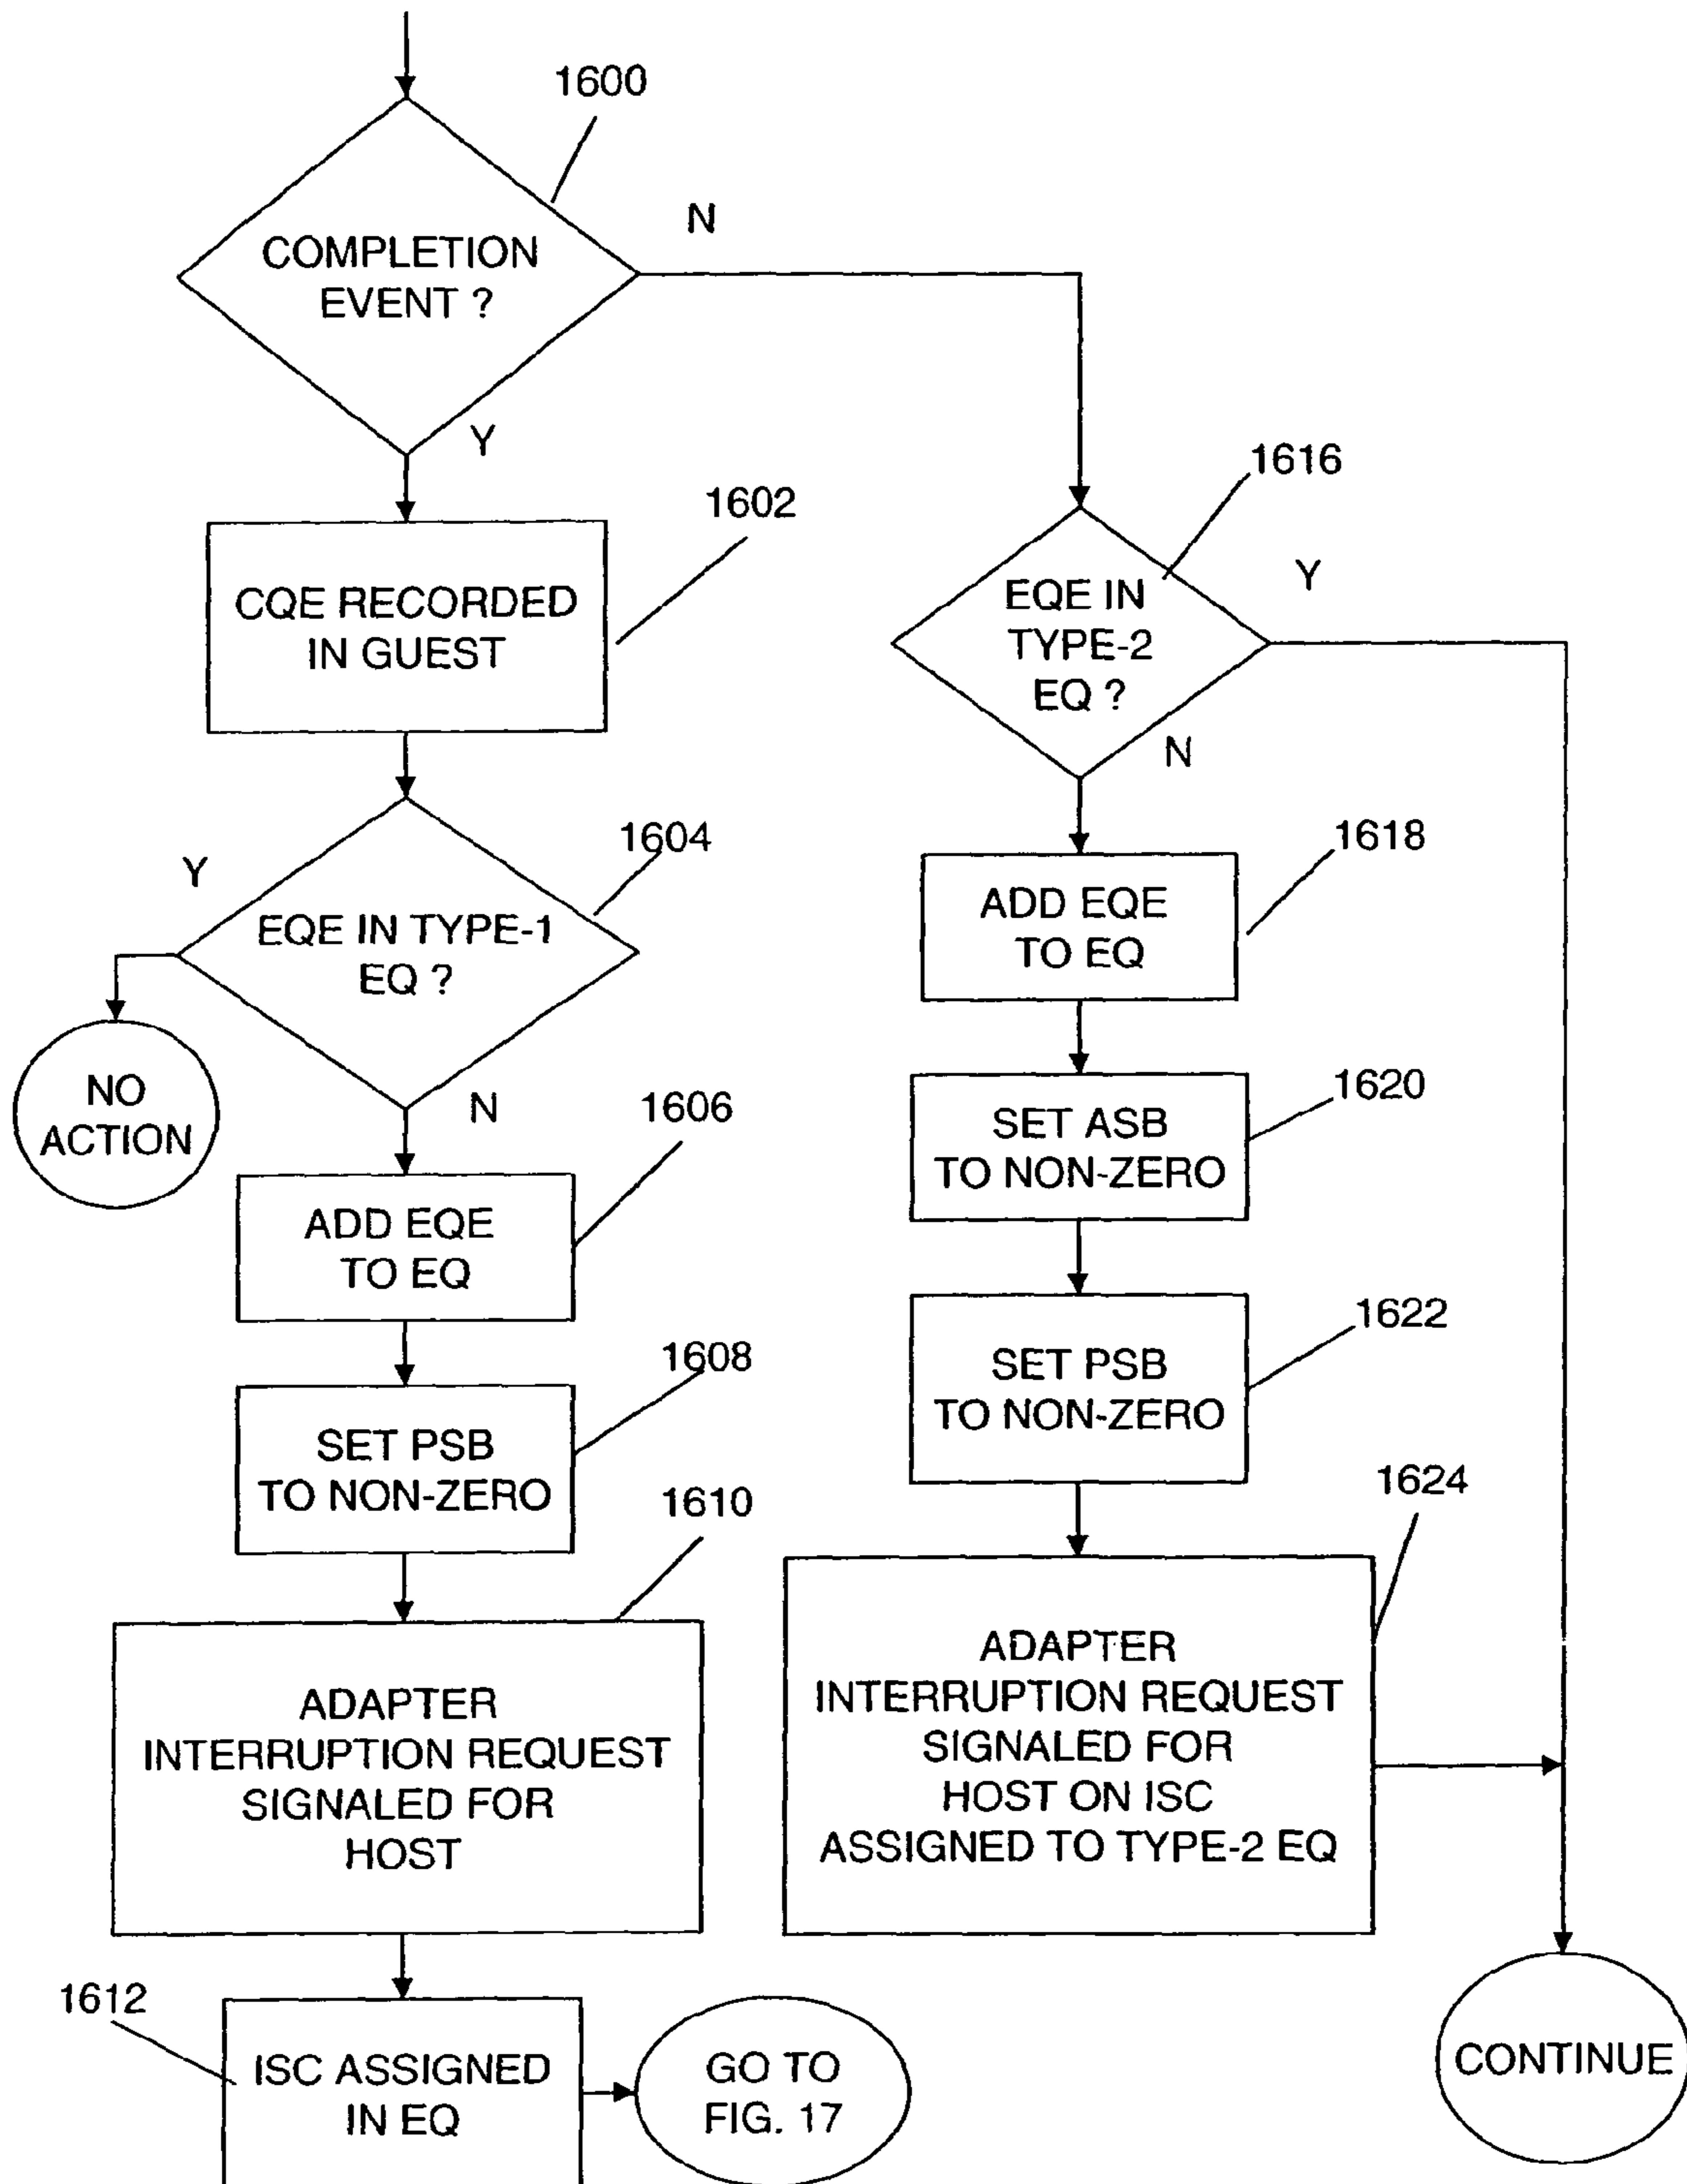 1600
COMPLETION
EVENT ?
N
Y
1602
CQE RECORDED
IN GUEST
1604
Y
EQE IN TYPE-1
EQ ?
NO
ACTION
N
1606
ADD EQE
TO EQ
1608
SET PSB
TO NON-ZERO
1610
ADAPTER
INTERRUPTION REQUEST
SIGNALED FOR
HOST
1612
ISC ASSIGNED
IN EQ
GO TO
FIG. 17
1616
EQE IN
TYPE-2
EQ ?
Y
N
1618
ADD EQE
TO EQ
1620
SET ASB
TO NON-ZERO
1622
SET PSB
TO NON-ZERO
1624
ADAPTER
INTERRUPTION REQUEST
SIGNALED FOR
HOST ON ISC
ASSIGNED TO TYPE-2 EQ
CONTINUE